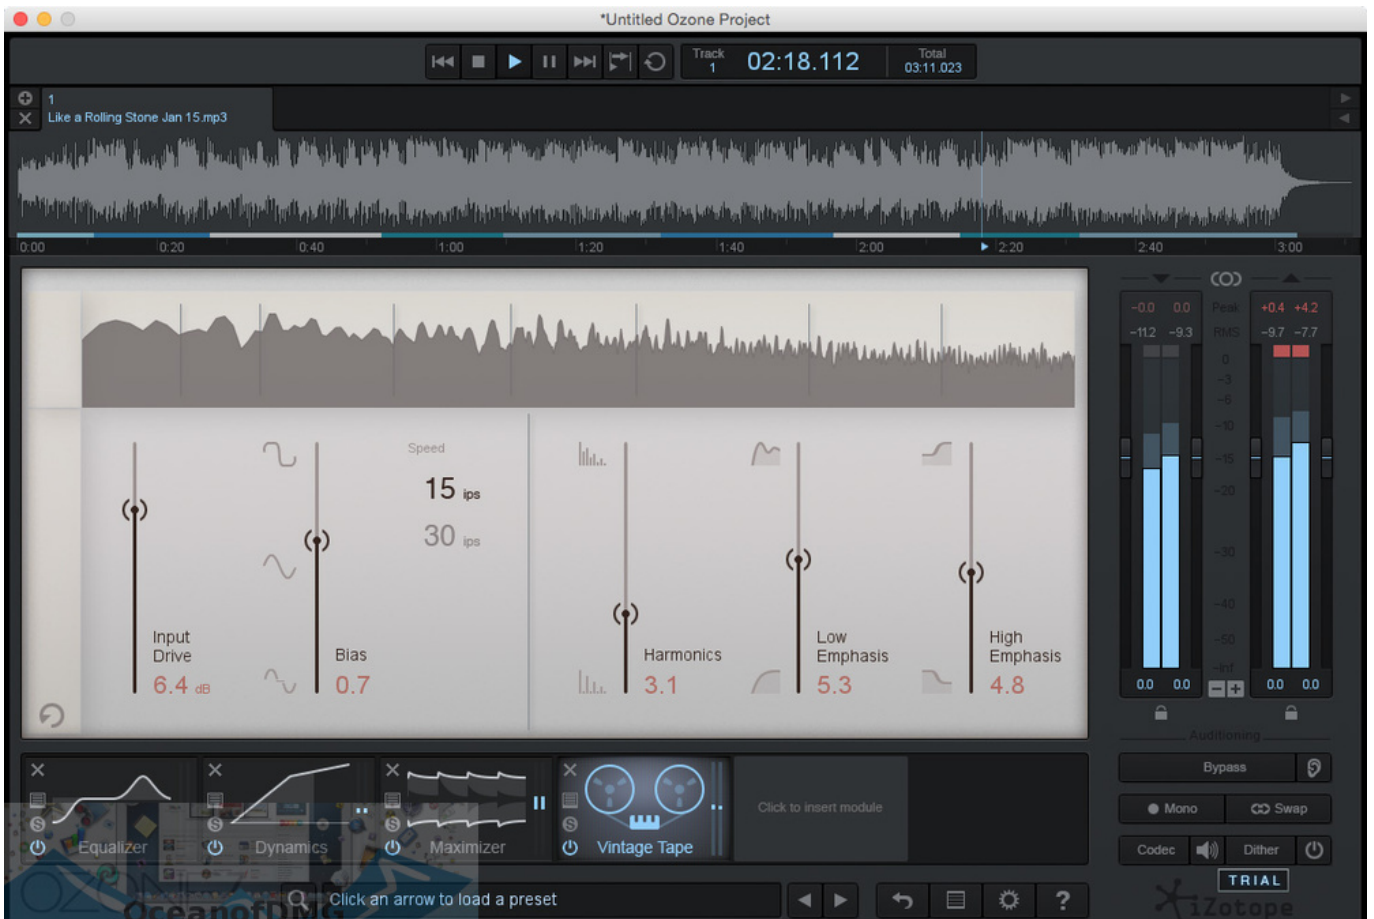 *Untitled Ozone Project
Track
1
02:18.112
Total
03:11.023
1
Like a Rolling Stone Jan 15.mp3
0:00 0:20 0:40 1:00 1:20 1:40 2:00 2:20 2:40 3:00
-0.0 0.0 Peak +0.4 +4.2
-11.2 -9.3 RMS -9.7 -7.7
0
-3
-6
-10
-15
-20
-30
-40
-50
-Inf
0.0 0.0 0.0 0.0
Speed
15 ips
30 ips
Input
Drive
6.4 dB
Bias
0.7
Harmonics
3.1
Low
Emphasis
5.3
High
Emphasis
4.8
Auditioning
Bypass
Mono
Swap
Codec
Dither
TRIAL
iZotope
S Equalizer
S Dynamics
S Maximizer
S Vintage Tape
Click to insert module
Click an arrow to load a preset
?
OZONE
OceanofDMG